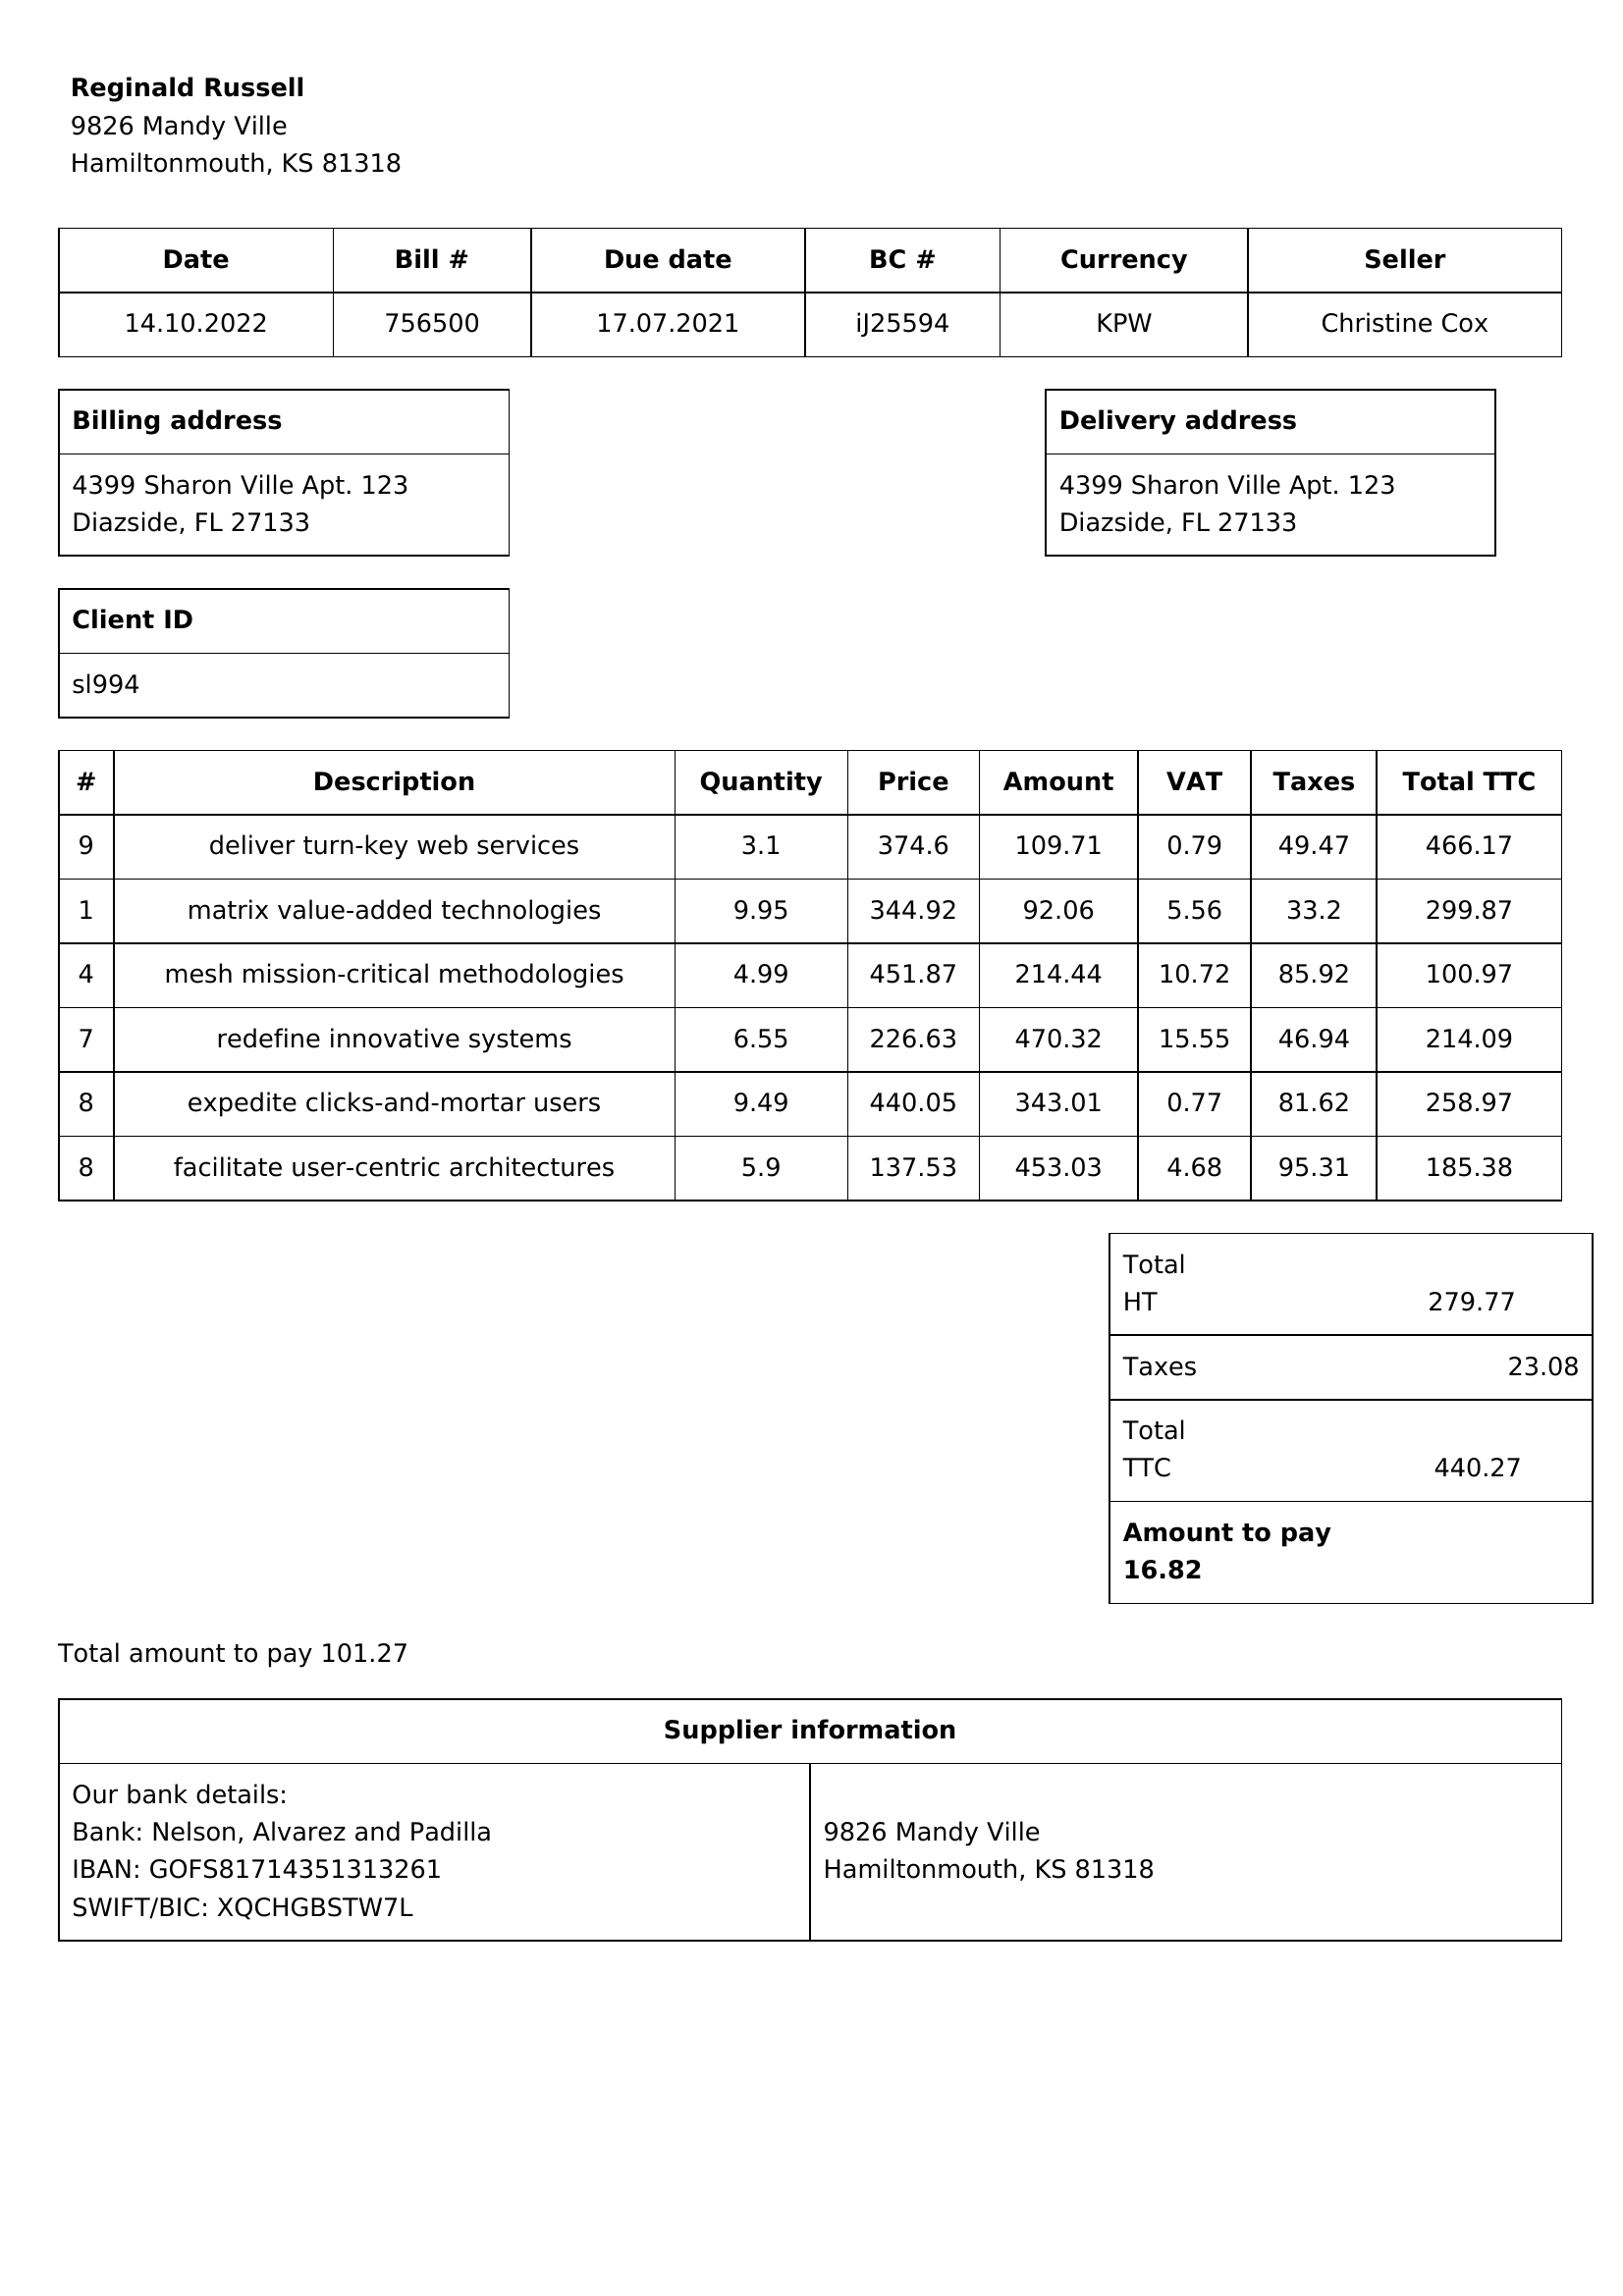 Reginald Russell
9826 Mandy Ville
Hamiltonmouth, KS 81318
Date Bill # Due date BC # Currency Seller
14.10.2022 756500 17.07.2021 iJ25594 KPW Christine Cox
Billing address Delivery address
4399 Sharon Ville Apt. 123 4399 Sharon Ville Apt. 123
Diazside, FL 27133 Diazside, FL 27133
Client ID
sl994
# Description Quantity Price Amount VAT Taxes Total TTC
9 deliver turn-key web services 3.1 374.6 109.71 0.79 49.47 466.17
1 matrix value-added technologies 9.95 344.92 92.06 5.56 33.2 299.87
4 mesh mission-critical methodologies 4.99 451.87 214.44 10.72 85.92 100.97
7 redefine innovative systems 6.55 226.63 470.32 15.55 46.94 214.09
8 expedite clicks-and-mortar users 9.49 440.05 343.01 0.77 81.62 258.97
8 facilitate user-centric architectures 5.9 137.53 453.03 4.68 95.31 185.38
Total
HT 279.77
Taxes 23.08
Total
TTC 440.27
Amount to pay
16.82
Total amount to pay 101.27
Supplier information
Our bank details:
Bank: Nelson, Alvarez and Padilla 9826 Mandy Ville
IBAN: GOFS81714351313261 Hamiltonmouth, KS 81318
SWIFT/BIC: XQCHGBSTW7L